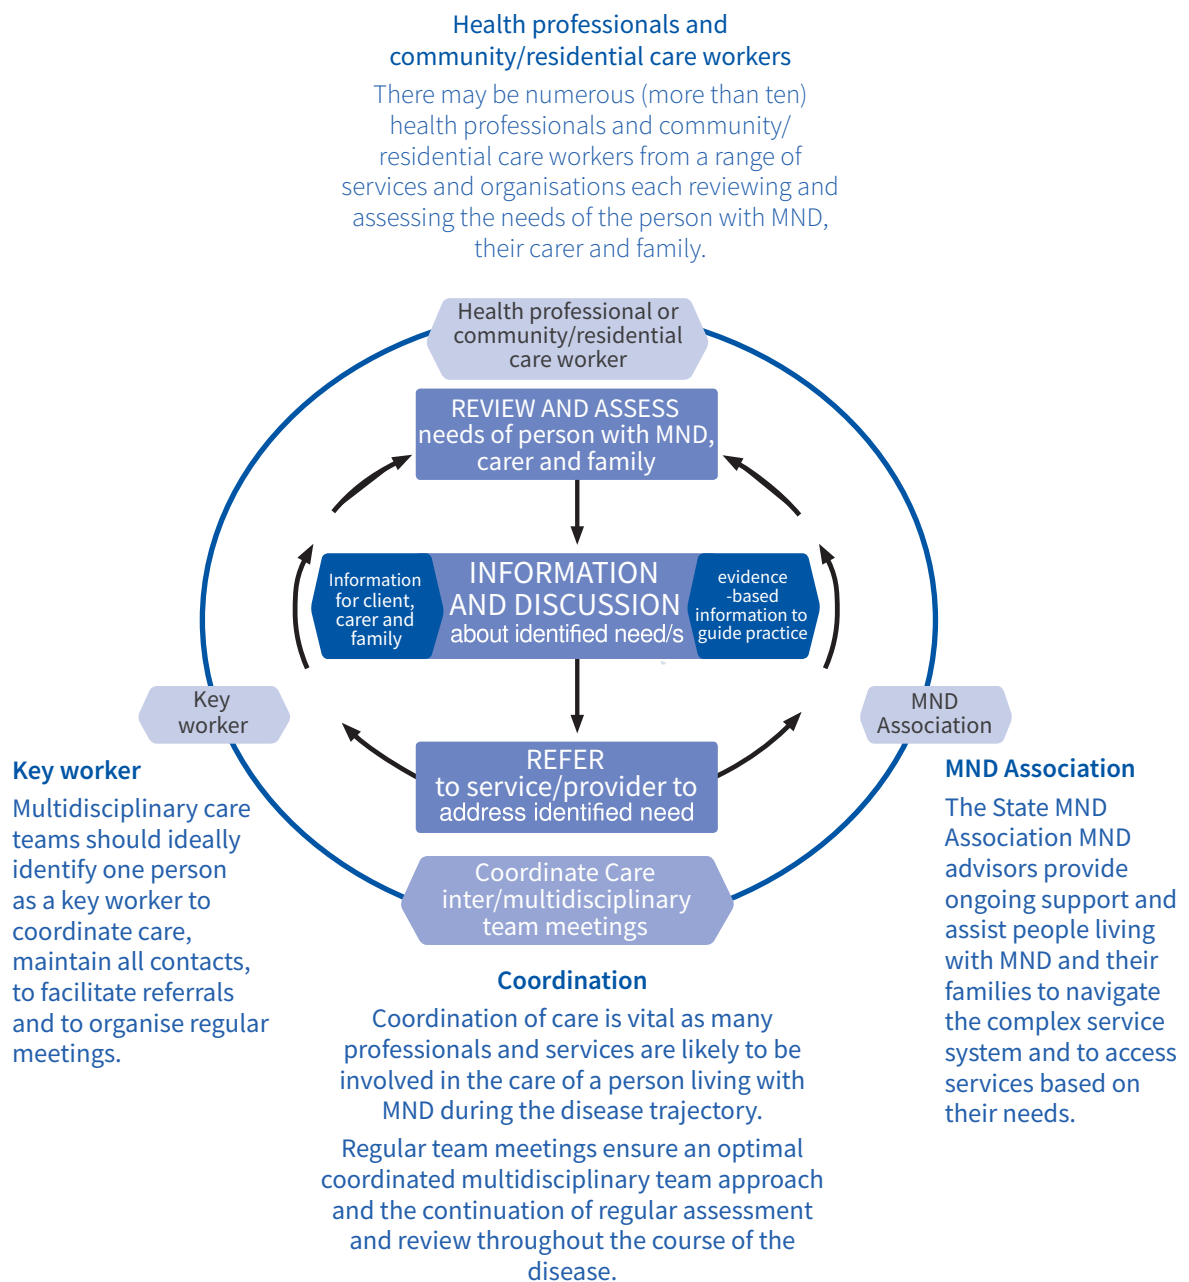 Health professionals and
community/residential care workers
There may be numerous (more than ten)
health professionals and community/
residential care workers from a range of
services and organisations each reviewing and
assessing the needs of the person with MND,
their carer and family.
Health professional or
community/residential
care worker
REVIEW AND ASSESS
needs of person with MND,
carer and family
Information
for client,
carer and
family
INFORMATION
AND DISCUSSION
about identified need/s
evidence
-based
information to
guide practice
Key
worker
MND
Association
REFER
to service/provider to
address identified need
Coordinate Care
inter/multidisciplinary
team meetings
Key worker
Multidisciplinary care
teams should ideally
identify one person
as a key worker to
coordinate care,
maintain all contacts,
to facilitate referrals
and to organise regular
meetings.
MND Association
The State MND
Association MND
advisors provide
ongoing support and
assist people living
with MND and their
families to navigate
the complex service
system and to access
services based on
their needs.
Coordination
Coordination of care is vital as many
professionals and services are likely to be
involved in the care of a person living with
MND during the disease trajectory.
Regular team meetings ensure an optimal
coordinated multidisciplinary team approach
and the continuation of regular assessment
and review throughout the course of the
disease.